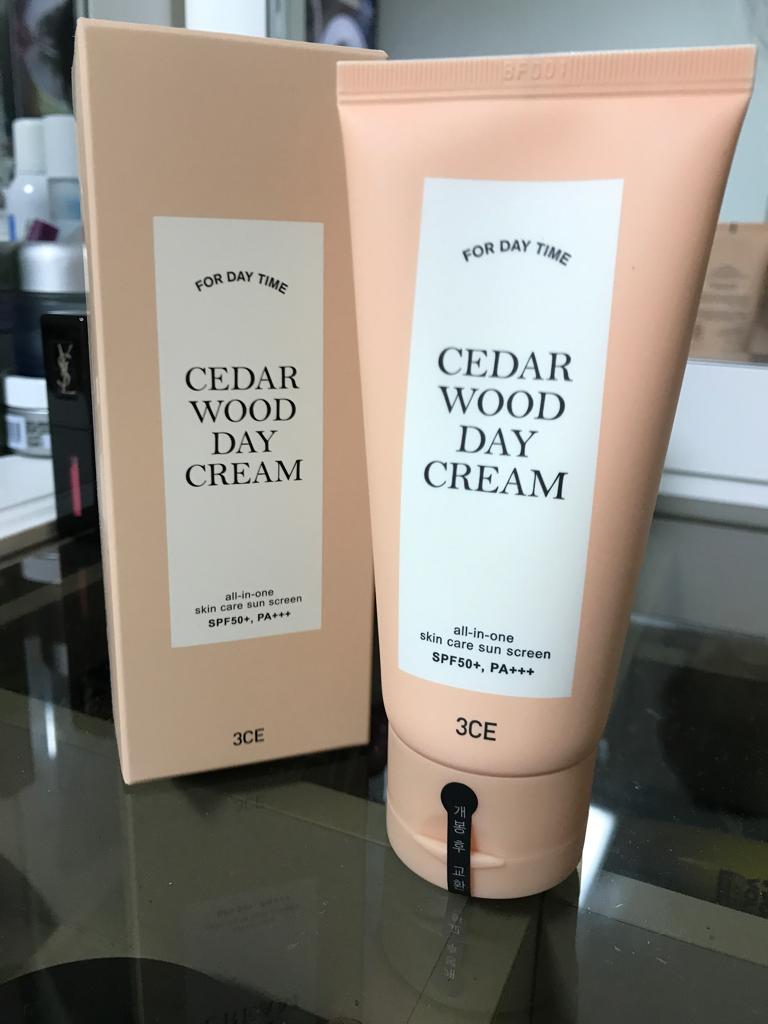 FOR DAY TIME
CEDAR
WOOD
DAY
CREAM
all-in-one
skin care sun screen
SPF50+, PA+++
3CE
BF001
FOR DAY TIME
CEDAR
WOOD
DAY
CREAM
all-in-one
skin care sun screen
SPF50+, PA+++
3CE
개봉 후 교환
YSL